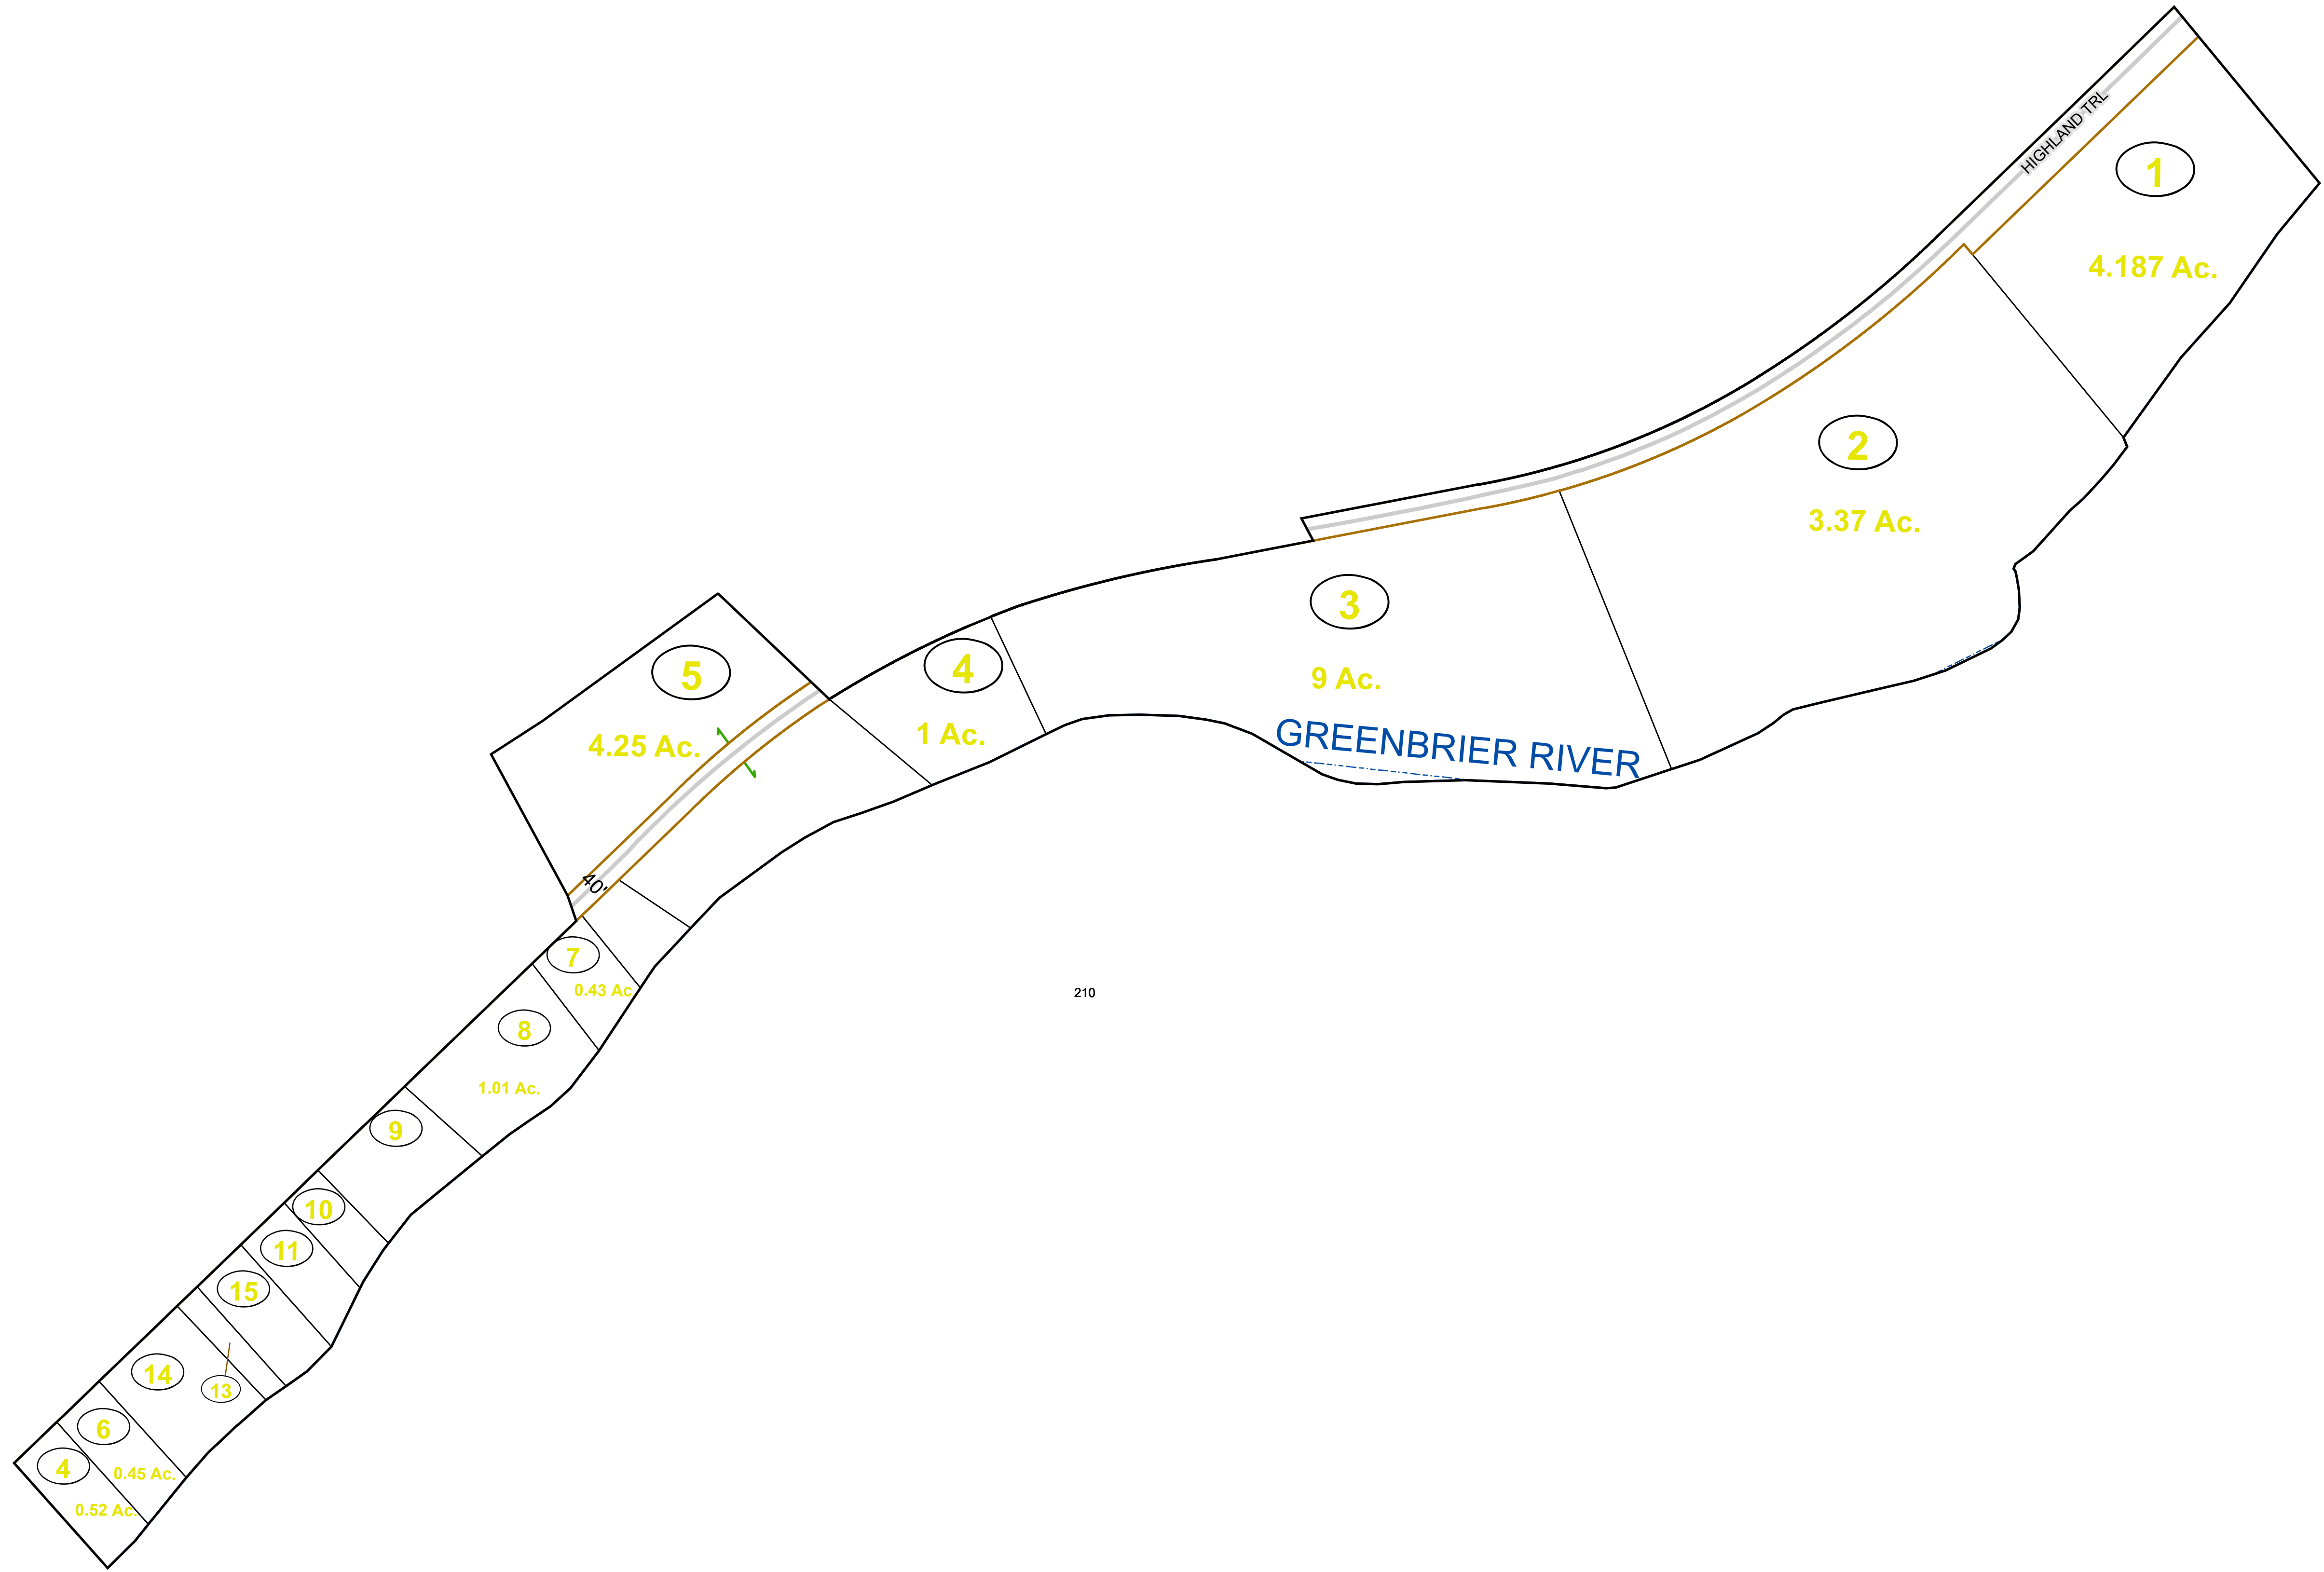 HIGHLAND TRL
1
4.187 Ac.
2
3.37 Ac.
3
9 Ac.
GREENBRIER RIVER
4
1 Ac.
5
4.25 Ac.
40'
7
0.43 Ac.
210
8
1.01 Ac.
9
10
11
15
13
14
6
0.45 Ac.
4
0.52 Ac.